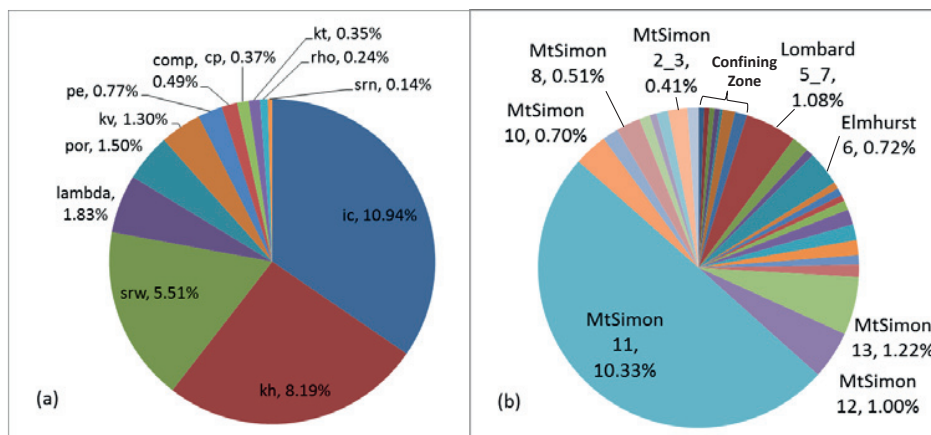 kt, 0.35%
comp,
0.49%
cp, 0.37%
rho, 0.24%
srn, 0.14%
pe, 0.77%
kv, 1.30%
por, 1.50%
lambda,
1.83%
ic, 10.94%
srw, 5.51%
kh, 8.19%
(a)
MtSimon
8, 0.51%
MtSimon
2_3,
0.41%
Confining
Zone
Lombard
5_7,
1.08%
MtSimon
10, 0.70%
Elmhurst
6, 0.72%
MtSimon
11,
10.33%
MtSimon
13, 1.22%
MtSimon
12, 1.00%
(b)